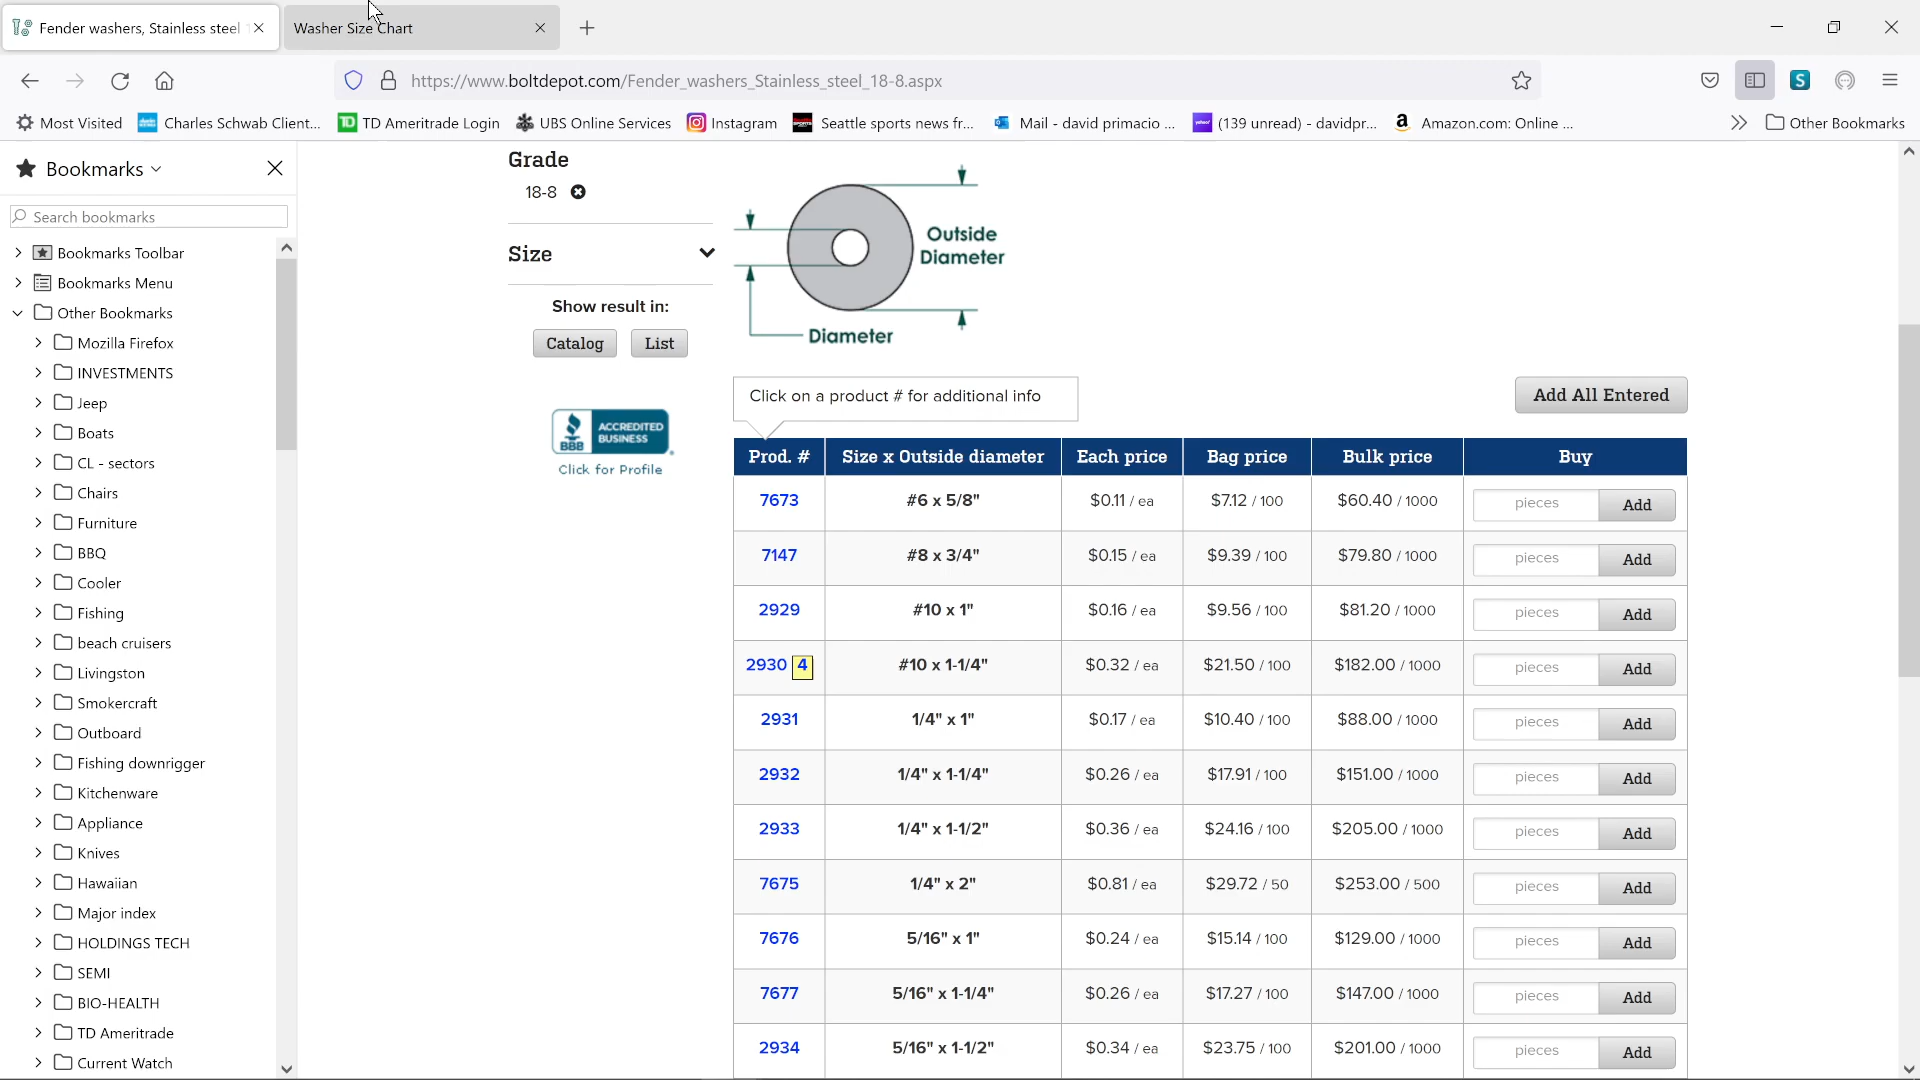 Fender washers, Stainless steel 1
Washer Size Chart
https://www.boltdepot.com/Fender_washers_Stainless_steel_18-8.aspx
S
Most Visited
Charles Schwab Client...
TD Ameritrade Login
UBS Online Services
Instagram
Seattle sports news fr...
Mail - david primacio ...
(139 unread) - davidpr...
Amazon.com: Online ...
Other Bookmarks
Bookmarks
Search bookmarks
Bookmarks Toolbar
Bookmarks Menu
Other Bookmarks
Mozilla Firefox
INVESTMENTS
Jeep
Boats
CL - sectors
Chairs
Furniture
BBQ
Cooler
Fishing
beach cruisers
Livingston
Smokercraft
Outboard
Fishing downrigger
Kitchenware
Appliance
Knives
Hawaiian
Major index
HOLDINGS TECH
SEMI
BIO-HEALTH
TD Ameritrade
Current Watch
Grade
18-8
Size
Show result in:
Catalog List
BBB ACCREDITED BUSINESS
Click for Profile
Outside
Diameter
Diameter
Click on a product # for additional info
Add All Entered
Prod. # Size x Outside diameter Each price Bag price Bulk price Buy
7673 #6 x 5/8" $0.11 / ea $7.12 / 100 $60.40 / 1000 pieces Add
7147 #8 x 3/4" $0.15 / ea $9.39 / 100 $79.80 / 1000 pieces Add
2929 #10 x 1" $0.16 / ea $9.56 / 100 $81.20 / 1000 pieces Add
2930 4 #10 x 1-1/4" $0.32 / ea $21.50 / 100 $182.00 / 1000 pieces Add
2931 1/4" x 1" $0.17 / ea $10.40 / 100 $88.00 / 1000 pieces Add
2932 1/4" x 1-1/4" $0.26 / ea $17.91 / 100 $151.00 / 1000 pieces Add
2933 1/4" x 1-1/2" $0.36 / ea $24.16 / 100 $205.00 / 1000 pieces Add
7675 1/4" x 2" $0.81 / ea $29.72 / 50 $253.00 / 500 pieces Add
7676 5/16" x 1" $0.24 / ea $15.14 / 100 $129.00 / 1000 pieces Add
7677 5/16" x 1-1/4" $0.26 / ea $17.27 / 100 $147.00 / 1000 pieces Add
2934 5/16" x 1-1/2" $0.34 / ea $23.75 / 100 $201.00 / 1000 pieces Add